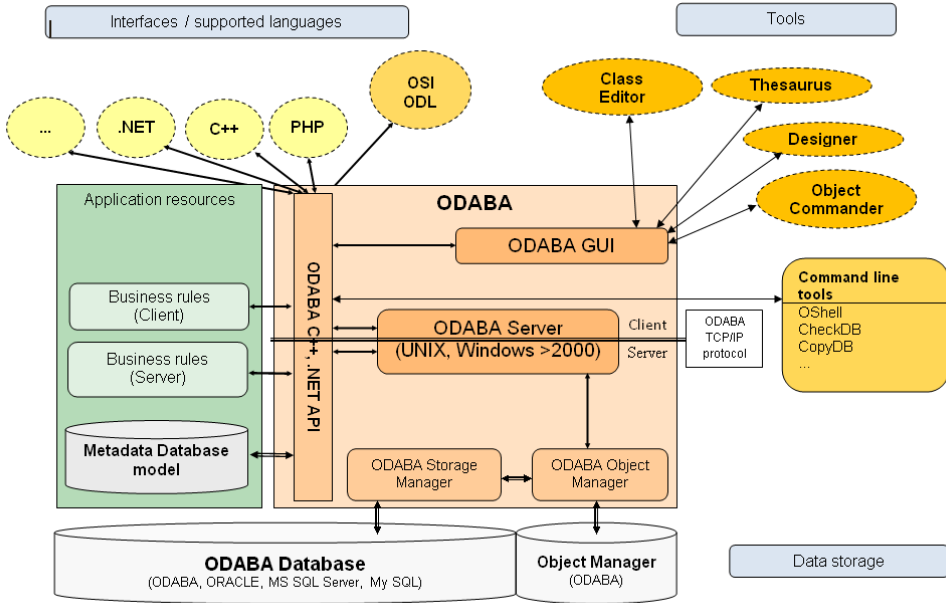 Interfaces / supported languages
Tools
...
.NET
C++
PHP
OSI
ODL
Class
Editor
Thesaurus
Designer
Object
Commander
Application resources
ODABA
ODABA GUI
ODABA C++, .NET API
Business rules
(Client)
Business rules
(Server)
Metadata Database
model
ODABA Server
(UNIX, Windows >2000)
Client
Server
ODABA
TCP/IP
protocol
Command line
tools
OShell
CheckDB
CopyDB
...
ODABA Storage
Manager
ODABA Object
Manager
ODABA Database
(ODABA, ORACLE, MS SQL Server, My SQL)
Object Manager
(ODABA)
Data storage